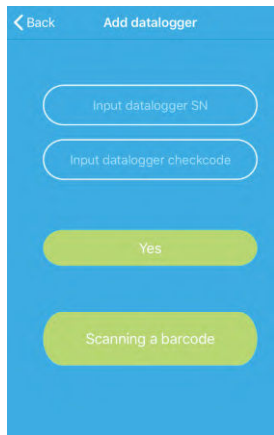 Back Add datalogger
Input datalogger SN
Input datalogger checkcode
Yes
Scanning a barcode